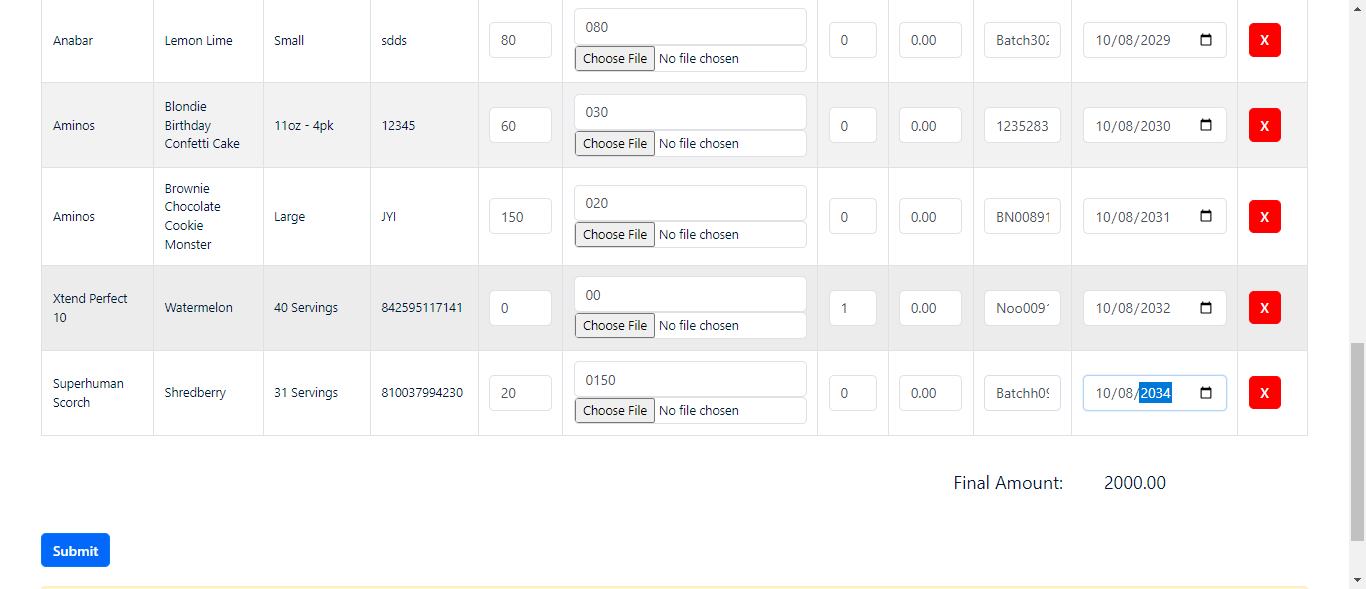 Anabar Lemon Lime Small sdds 80 080 0 0.00 Batch302 10/08/2029 X
Choose File No file chosen
Aminos Blondie Birthday Confetti Cake 11oz - 4pk 12345 60 030 0 0.00 1235283 10/08/2030 X
Choose File No file chosen
Aminos Brownie Chocolate Cookie Monster Large JYI 150 020 0 0.00 BN00891 10/08/2031 X
Choose File No file chosen
Xtend Perfect 10 Watermelon 40 Servings 842595117141 0 00 1 0.00 Noo009 10/08/2032 X
Choose File No file chosen
Superhuman Scorch Shredberry 31 Servings 810037994230 20 0150 0 0.00 Batchh09 10/08/2034 X
Choose File No file chosen
Final Amount: 2000.00
Submit